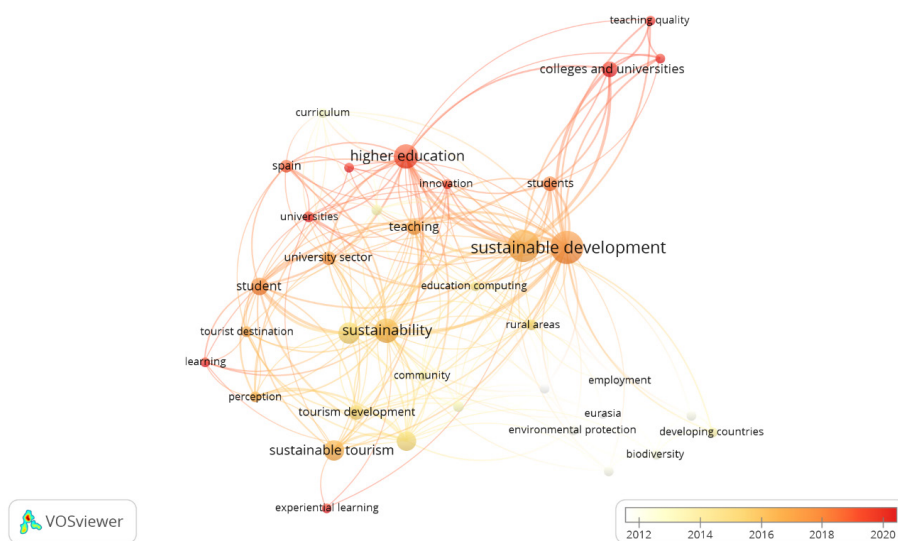 teaching quality
colleges and universities
curriculum
higher education
spain
innovation
students
universities
teaching
sustainable development
university sector
student
education computing
rural areas
tourist destination
sustainability
learning
community
employment
perception
tourism development
eurasia
environmental protection
developing countries
sustainable tourism
biodiversity
experiential learning
VOSviewer
2012 2014 2016 2018 2020